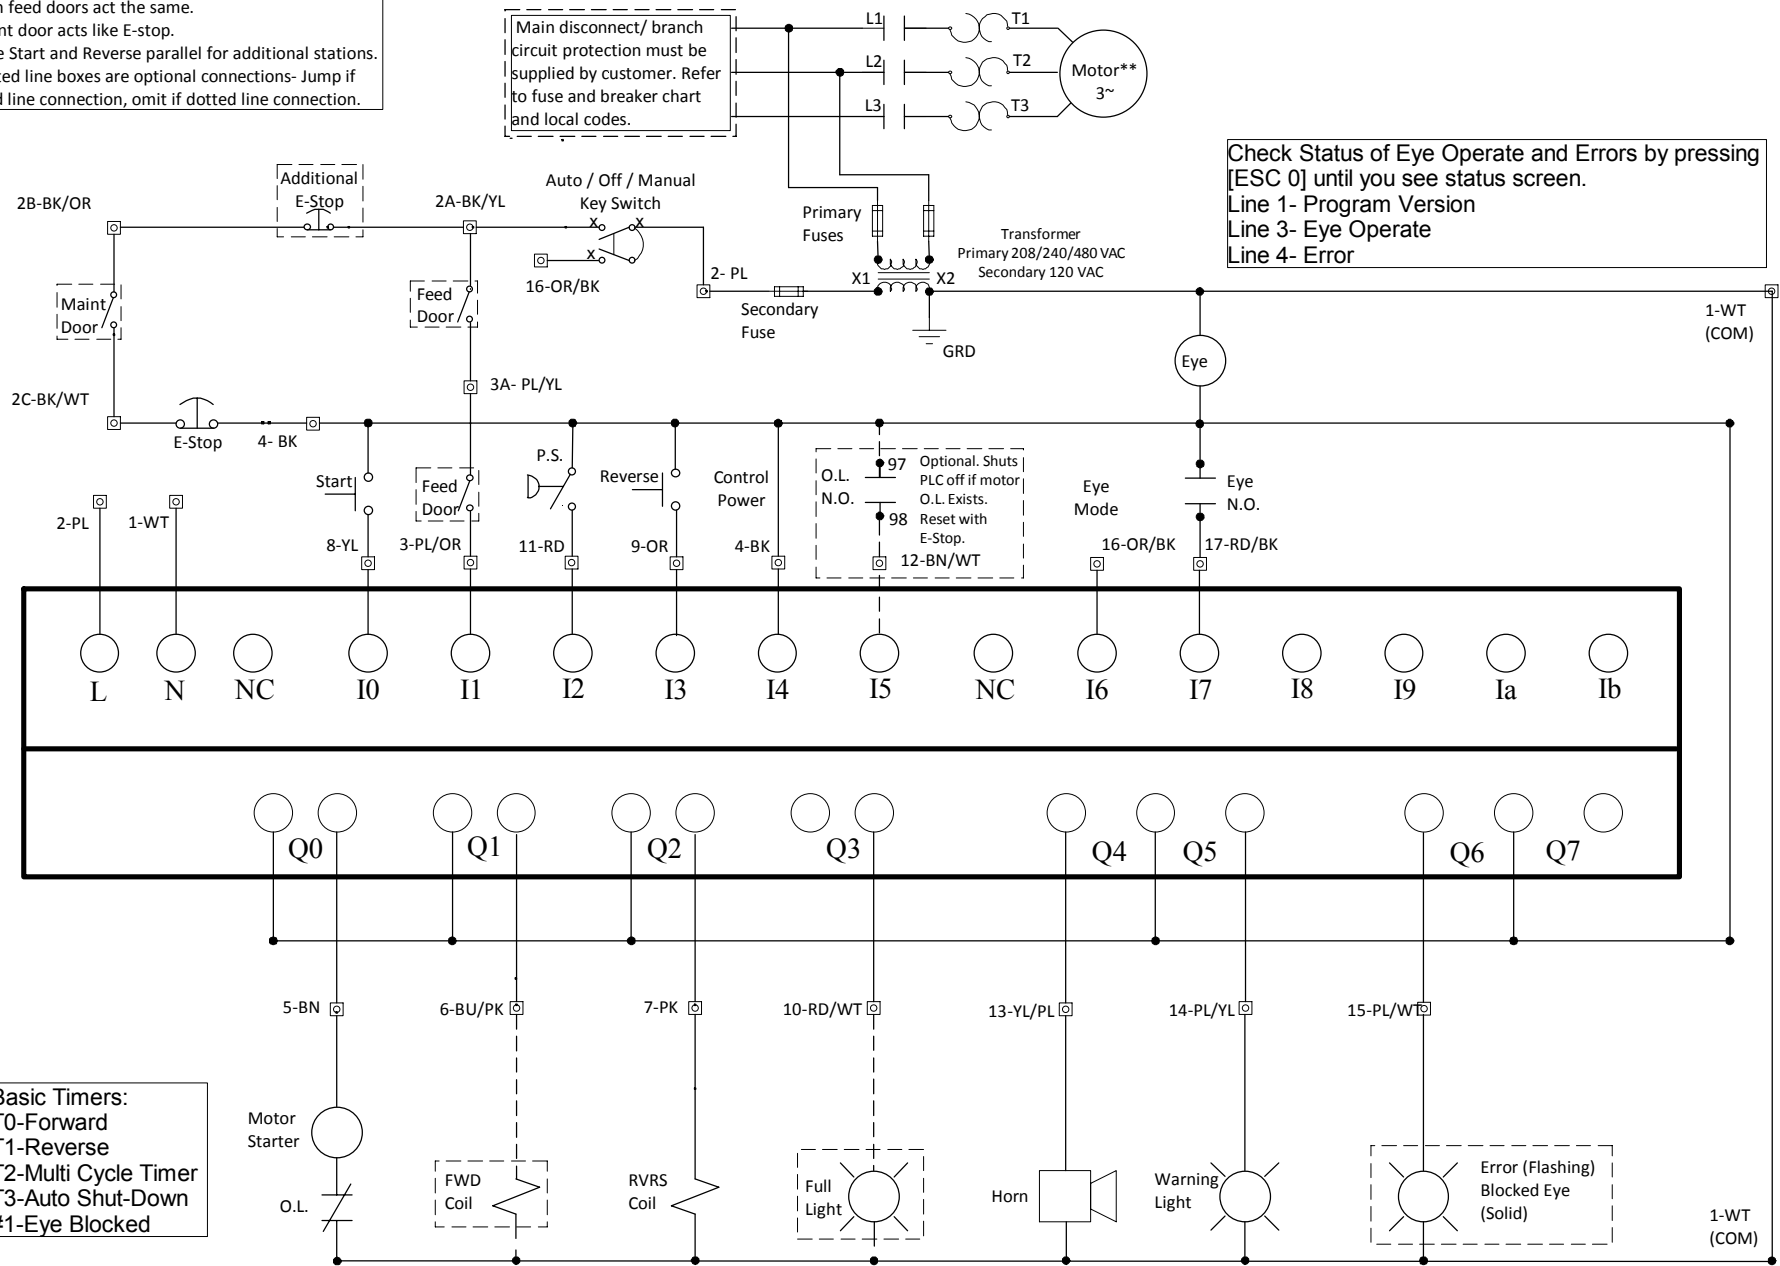 feed doors act the same.
door acts like E-stop.
Start and Reverse parallel for additional stations.
line boxes are optional connections- Jump if
line connection, omit if dotted line connection.
Main disconnect/ branch
circuit protection must be
supplied by customer. Refer
to fuse and breaker chart
and local codes.
L1
T1
L2
T2
L3
T3
Motor**
3~
Check Status of Eye Operate and Errors by pressing
[ESC 0] until you see status screen.
Line 1- Program Version
Line 3- Eye Operate
Line 4- Error
2B-BK/OR
Additional
E-Stop
2A-BK/YL
Auto / Off / Manual
Key Switch
x
x
x
16-OR/BK
Primary
Fuses
Transformer
Primary 208/240/480 VAC
Secondary 120 VAC
2- PL
X1
X2
Secondary
Fuse
GRD
1-WT
(COM)
Maint
Door
Feed
Door
3A- PL/YL
Eye
2C-BK/WT
E-Stop
4- BK
2-PL
1-WT
Start
8-YL
Feed
Door
3-PL/OR
P.S.
11-RD
Reverse
9-OR
Control
Power
4-BK
O.L.
N.O.
97
98
Optional. Shuts
PLC off if motor
O.L. Exists.
Reset with
E-Stop.
12-BN/WT
Eye
Mode
16-OR/BK
Eye
N.O.
17-RD/BK
L
N
NC
I0
I1
I2
I3
I4
I5
NC
I6
I7
I8
I9
Ia
Ib
Q0
Q1
Q2
Q3
Q4
Q5
Q6
Q7
5-BN
6-BU/PK
7-PK
10-RD/WT
13-YL/PL
14-PL/YL
15-PL/WT
Basic Timers:
T0-Forward
T1-Reverse
T2-Multi Cycle Timer
T3-Auto Shut-Down
#1-Eye Blocked
Motor
Starter
O.L.
FWD
Coil
RVRS
Coil
Full
Light
Horn
Warning
Light
Error (Flashing)
Blocked Eye
(Solid)
1-WT
(COM)